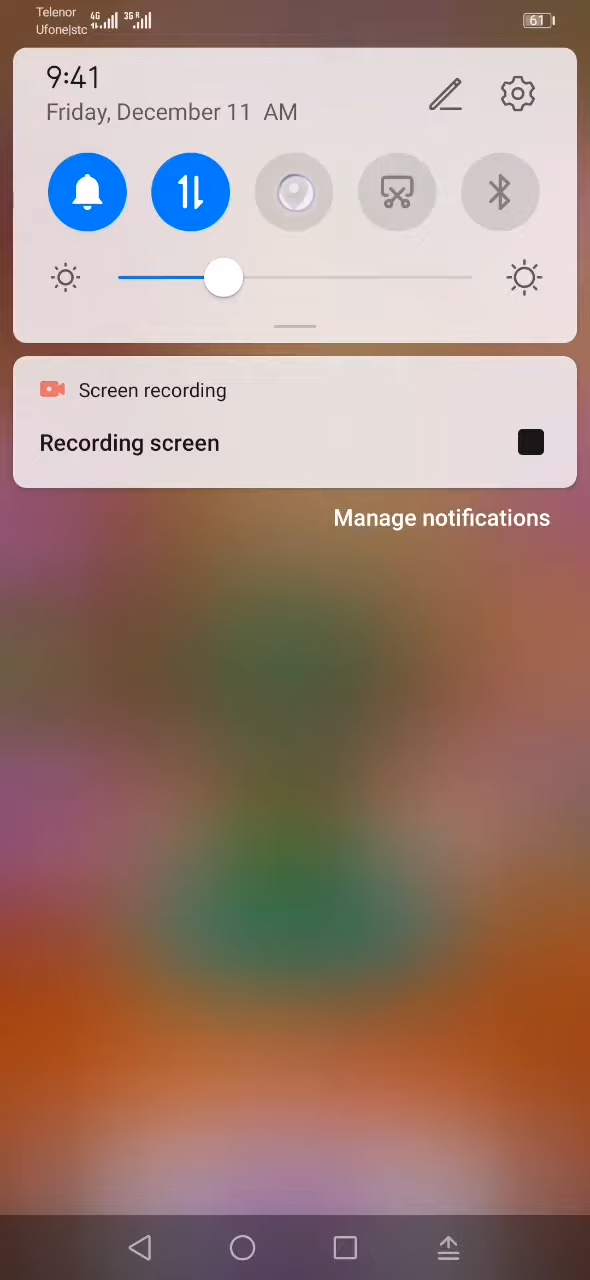 Telenor
Ufone|stc
4G
3G R
61
9:41
Friday, December 11 AM
Screen recording
Recording screen
Manage notifications